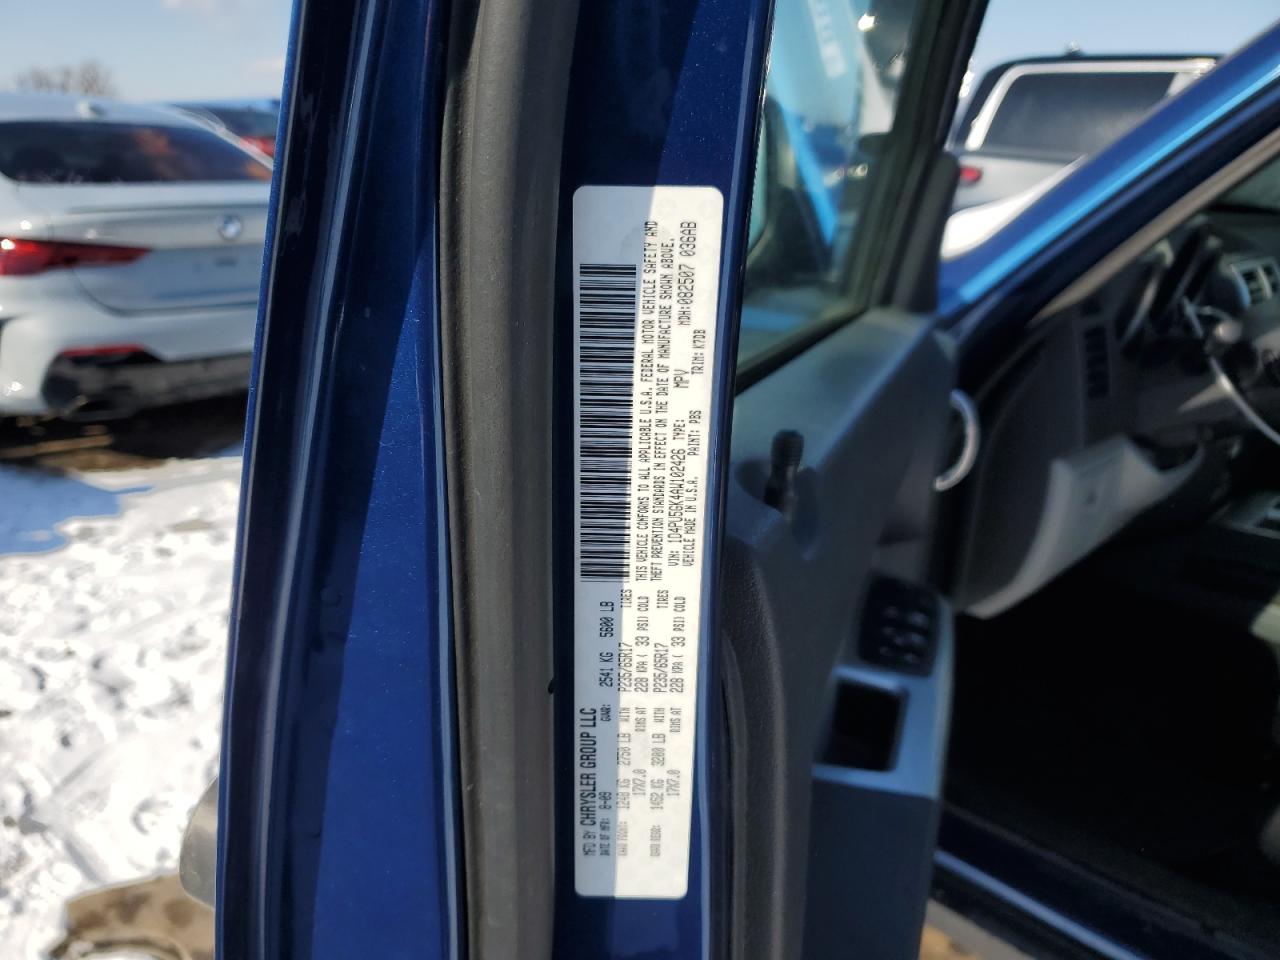 MFD BY CHRYSLER GROUP LLC
DATE OF MFR: 8-09 GVWR: 2541 KG 5600 LB
GAWR FRONT: 1248 KG 2750 LB WITH P235/65R17 TIRES
17X7.0 RIMS AT 228 KPA ( 33 PSI) COLD
GAWR REAR: 1452 KG 3200 LB WITH P235/65R17 TIRES
17X7.0 RIMS AT 228 KPA ( 33 PSI) COLD
THIS VEHICLE CONFORMS TO ALL APPLICABLE U.S.A. FEDERAL MOTOR VEHICLE SAFETY AND
THEFT PREVENTION STANDARDS IN EFFECT ON THE DATE OF MANUFACTURE SHOWN ABOVE.
VIN: 1D4PU5GK4AW102426 TYPE: MPV MDH:082507 036AB
VEHICLE MADE IN U.S.A. PAINT: PBS TRIM: K7DB